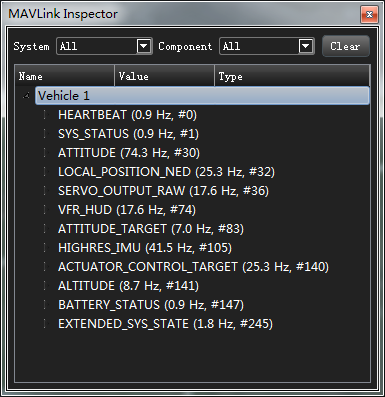 MAVLink Inspector
System All Component All Clear
Name Value Type
Vehicle 1
HEARTBEAT (0.9 Hz, #0)
SYS_STATUS (0.9 Hz, #1)
ATTITUDE (74.3 Hz, #30)
LOCAL_POSITION_NED (25.3 Hz, #32)
SERVO_OUTPUT_RAW (17.6 Hz, #36)
VFR_HUD (17.6 Hz, #74)
ATTITUDE_TARGET (7.0 Hz, #83)
HIGHRES_IMU (41.5 Hz, #105)
ACTUATOR_CONTROL_TARGET (25.3 Hz, #140)
ALTITUDE (8.7 Hz, #141)
BATTERY_STATUS (0.9 Hz, #147)
EXTENDED_SYS_STATE (1.8 Hz, #245)